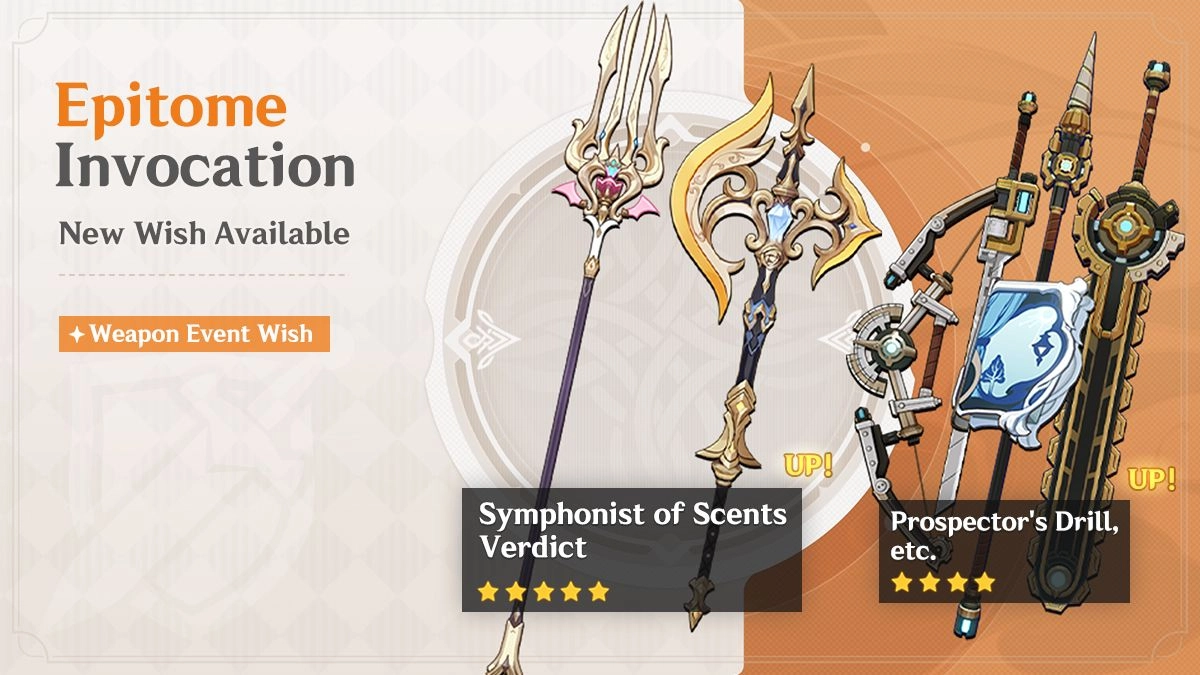 Epitome
Invocation
New Wish Available
Weapon Event Wish
UP!
Symphonist of Scents
Verdict
UP!
Prospector's Drill,
etc.